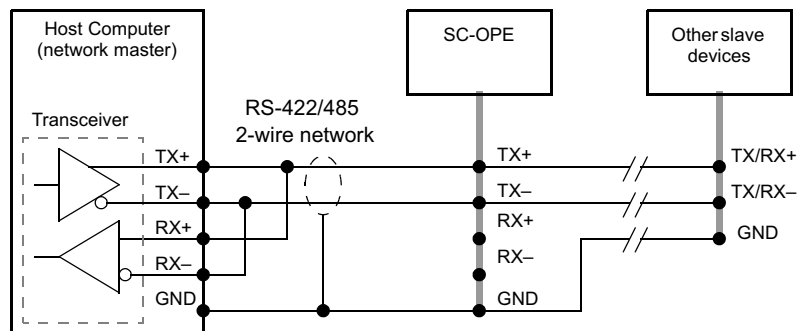 Host Computer
(network master)
SC-OPE
Other slave
devices
Transceiver
RS-422/485
2-wire network
TX+
TX–
RX+
RX–
GND
TX+
TX–
RX+
RX–
GND
TX/RX+
TX/RX–
GND